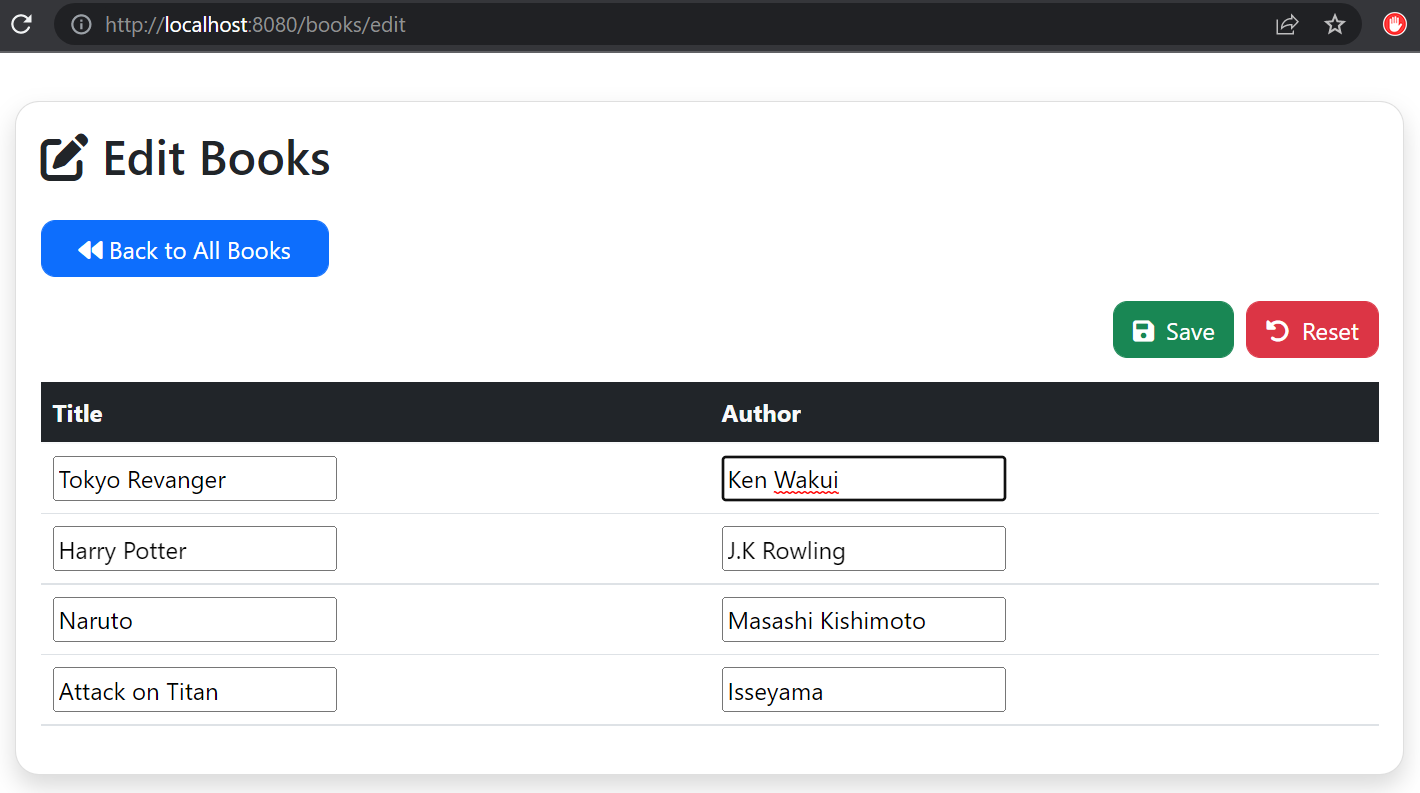 http://localhost:8080/books/edit
Edit Books
Back to All Books
Save Reset
Title Author
Tokyo Revanger Ken Wakui
Harry Potter J.K Rowling
Naruto Masashi Kishimoto
Attack on Titan Isseyama